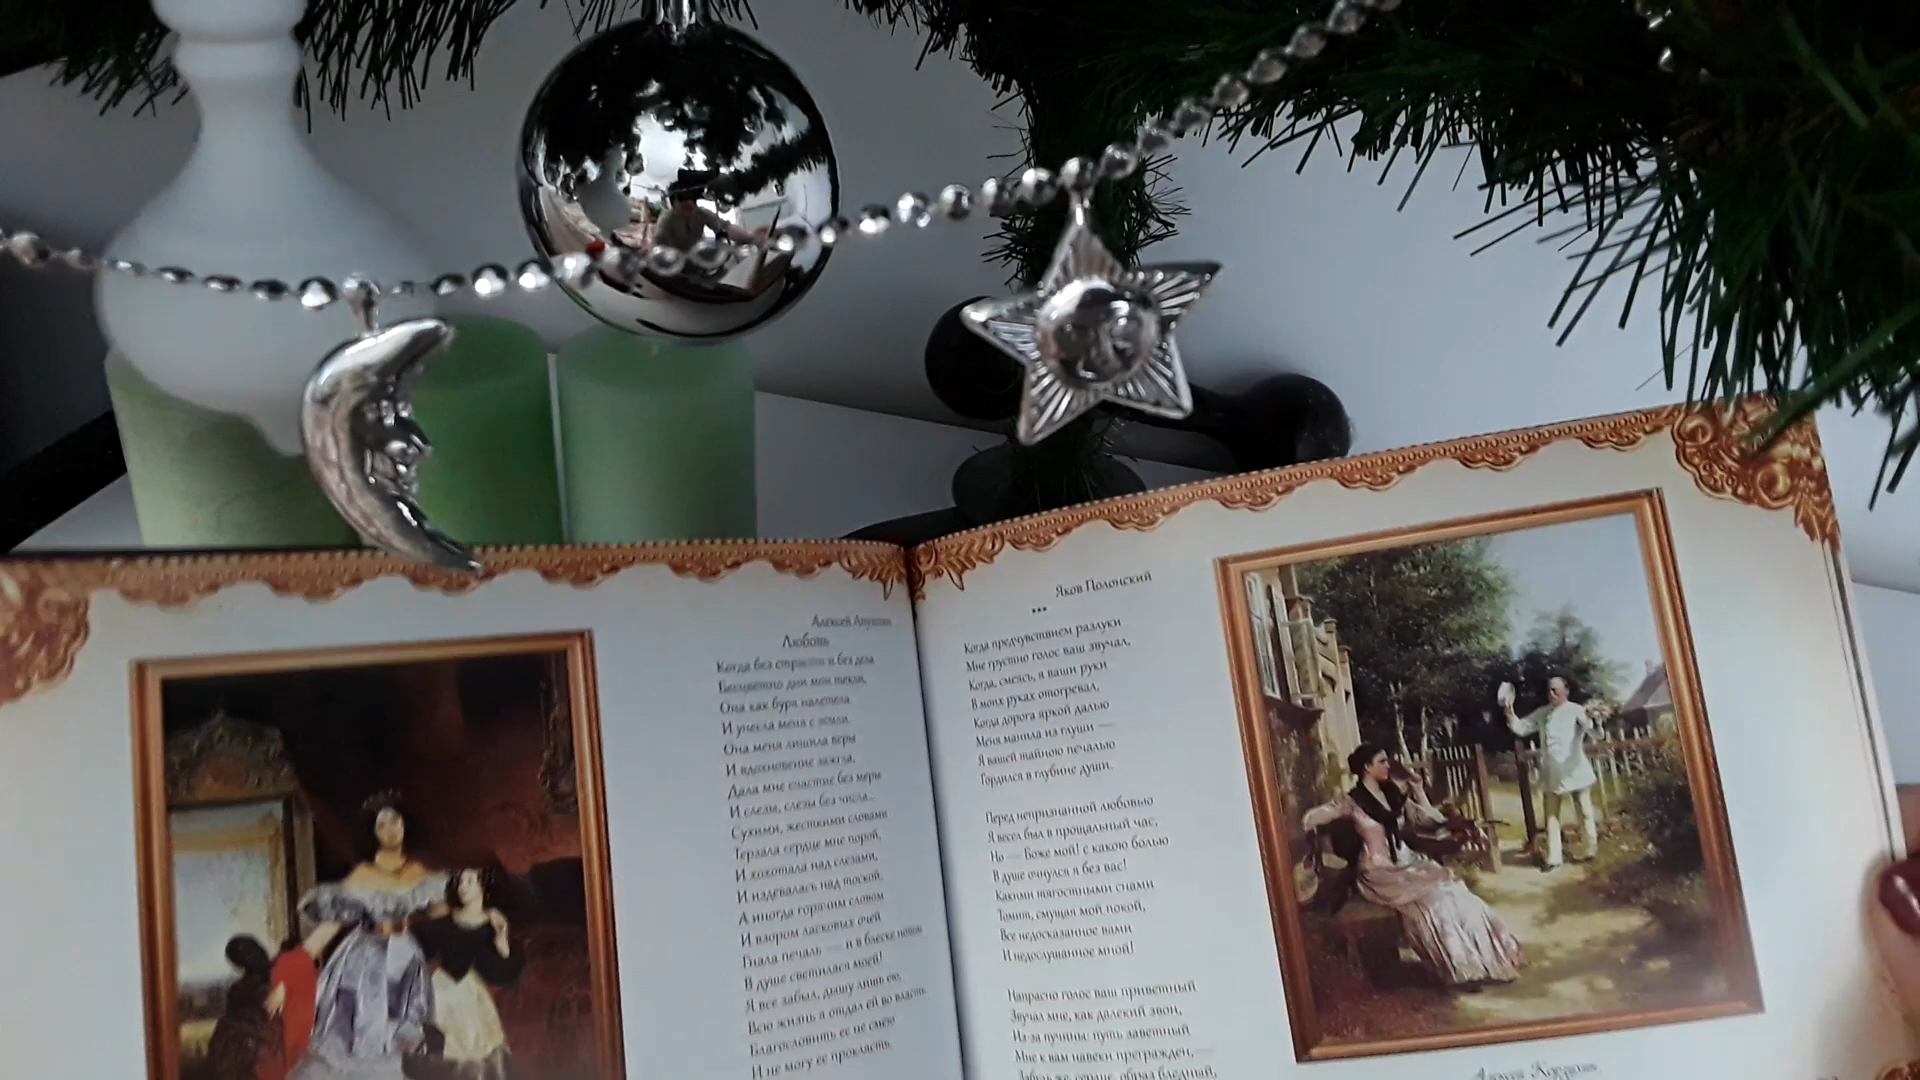 Алексей Апухтин
Любовь
Когда без страсти и без дела
Бесцветно дни мои текли,
Она как буря налетела
И унесла меня с земли.
Она меня лишила веры
И вдохновение зажгла,
Дала мне счастие без меры
И слезы, слезы без числа...
Сухими, жесткими словами
Терзала сердце мне порой,
И хохотала над слезами,
И издевалась над тоской.
А иногда горячим словом
И взором ласковых очей
Гнала печаль — и в блеске новом
В душе светилася моей!
Я все забыл, дышу лишь ею,
Всю жизнь я отдал ей во власть
Благословить ее не смею
И не могу ее проклясть.
Яков Полонский
***
Когда предчувствием разлуки
Мне грустно голос ваш звучал,
Когда, смеясь, я ваши руки
В моих руках отогревал,
Когда дорога яркой далью
Меня манила из глуши —
Я вашей тайною печалью
Гордился в глубине души.
Перед непризнанной любовью
Я весел был в прощальный час,
Но — Боже мой! с какою болью
В душе очнулся я без вас!
Какими тягостными снами
Томит, смущая мой покой,
Все недосказанное вами
И недослушанное мной!
Напрасно голос ваш приветный
Звучал мне, как далекий звон,
Из-за пучины: путь заветный
Мне к вам навеки прегражден,—
Забудь же, сердце, образ бледный,
Алексей Корзухин